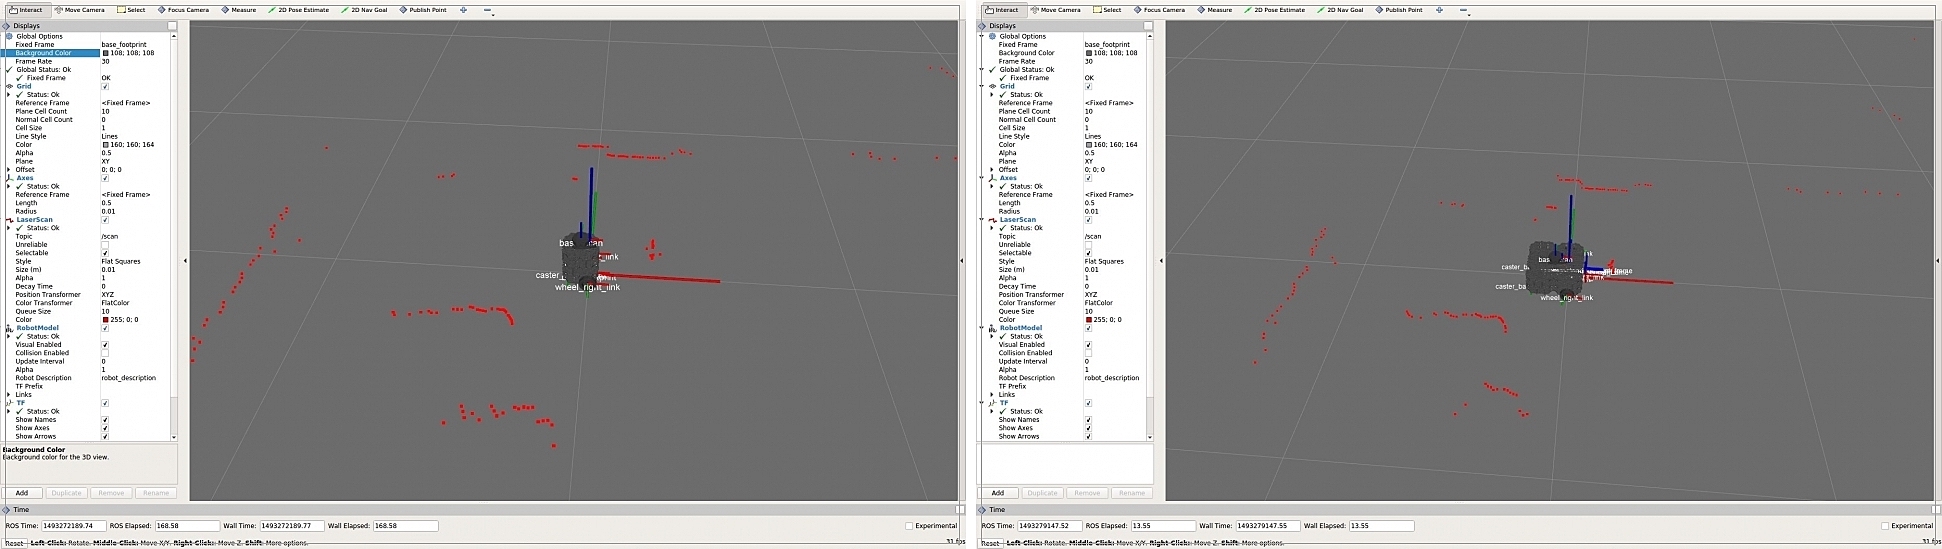 Interact Move Camera Select Focus Camera Measure 2D Pose Estimate 2D Nav Goal Publish Point
Displays
Global Options
Fixed Frame base_footprint
Background Color 108; 108; 108
Frame Rate 30
Global Status: Ok
Fixed Frame OK
Grid
Status: Ok
Reference Frame <Fixed Frame>
Plane Cell Count 10
Normal Cell Count 0
Cell Size 1
Line Style Lines
Color 160; 160; 164
Alpha 0.5
Plane XY
Offset 0; 0; 0
Axes
Status: Ok
Reference Frame <Fixed Frame>
Length 0.5
Radius 0.01
LaserScan
Status: Ok
Topic /scan
Unreliable
Selectable
Style Flat Squares
Size (m) 0.01
Alpha 1
Decay Time 0
Position Transformer XYZ
Color Transformer FlatColor
Queue Size 10
Color 255; 0; 0
RobotModel
Status: Ok
Visual Enabled
Collision Enabled
Update Interval 0
Alpha 1
Robot Description robot_description
TF Prefix
Links
TF
Status: Ok
Show Names
Show Axes
Show Arrows
Background Color
Background color for the 3D view.
Add Duplicate Remove Rename
bas can
_link
caster_
wheel_right_link
Time
ROS Time: 1493272189.74 ROS Elapsed: 168.58 Wall Time: 1493272189.77 Wall Elapsed: 168.58 Experimental
Reset Left-Click: Rotate. Middle-Click: Move X/Y. Right-Click: Move Z. Shift: More options. 31 fps
Interact Move Camera Select Focus Camera Measure 2D Pose Estimate 2D Nav Goal Publish Point
Displays
Global Options
Fixed Frame base_footprint
Background Color 108; 108; 108
Frame Rate 30
Global Status: Ok
Fixed Frame OK
Grid
Status: Ok
Reference Frame <Fixed Frame>
Plane Cell Count 10
Normal Cell Count 0
Cell Size 1
Line Style Lines
Color 160; 160; 164
Alpha 0.5
Plane XY
Offset 0; 0; 0
Axes
Status: Ok
Reference Frame <Fixed Frame>
Length 0.5
Radius 0.01
LaserScan
Status: Ok
Topic /scan
Unreliable
Selectable
Style Flat Squares
Size (m) 0.01
Alpha 1
Decay Time 0
Position Transformer XYZ
Color Transformer FlatColor
Queue Size 10
Color 255; 0; 0
RobotModel
Status: Ok
Visual Enabled
Collision Enabled
Update Interval 0
Alpha 1
Robot Description robot_description
TF Prefix
Links
TF
Status: Ok
Show Names
Show Axes
Show Arrows
Add Duplicate Remove Rename
caster_ba
caster_ba
wheel_right_link
Time
ROS Time: 1493279147.52 ROS Elapsed: 13.55 Wall Time: 1493279147.55 Wall Elapsed: 13.55 Experimental
Reset Left-Click: Rotate. Middle-Click: Move X/Y. Right-Click: Move Z. Shift: More options. 31 fps